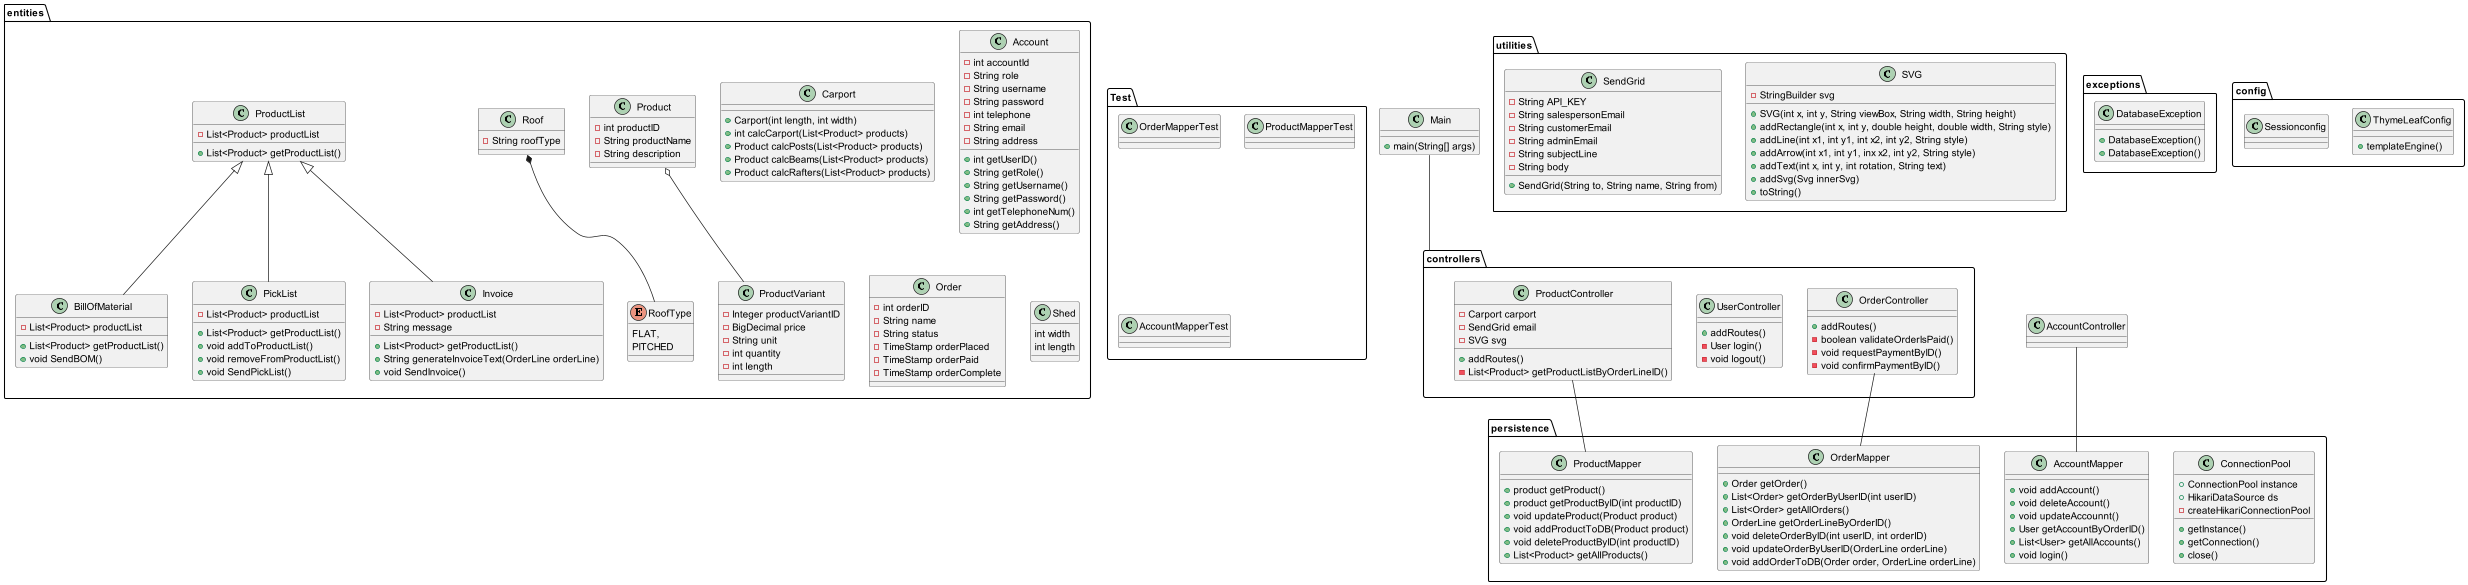 entities
C Account
int accountId
String role
String username
String password
int telephone
String email
String address
int getUserID()
String getRole()
String getUsername()
String getPassword()
int getTelephoneNum()
String getAddress()
C ProductList
List<Product> productList
List<Product> getProductList()
C Roof
String roofType
C Product
int productID
String productName
String description
C Carport
Carport(int length, int width)
int calcCarport(List<Product> products)
Product calcPosts(List<Product> products)
Product calcBeams(List<Product> products)
Product calcRafters(List<Product> products)
C BillOfMaterial
List<Product> productList
List<Product> getProductList()
void SendBOM()
C PickList
List<Product> productList
List<Product> getProductList()
void addToProductList()
void removeFromProductList()
void SendPickList()
C Invoice
List<Product> productList
String message
List<Product> getProductList()
String generateInvoiceText(OrderLine orderLine)
void SendInvoice()
E RoofType
FLAT,
PITCHED
C ProductVariant
Integer productVariantID
BigDecimal price
String unit
int quantity
int length
C Order
int orderID
String name
String status
TimeStamp orderPlaced
TimeStamp orderPaid
TimeStamp orderComplete
C Shed
int width
int length
Test
C OrderMapperTest
C ProductMapperTest
C AccountMapperTest
C Main
main(String[] args)
utilities
C SendGrid
String API_KEY
String salespersonEmail
String customerEmail
String adminEmail
String subjectLine
String body
SendGrid(String to, String name, String from)
C SVG
StringBuilder svg
SVG(int x, int y, String viewBox, String width, String height)
addRectangle(int x, int y, double height, double width, String style)
addLine(int x1, int y1, int x2, int y2, String style)
addArrow(int x1, int y1, inx x2, int y2, String style)
addText(int x, int y, int rotation, String text)
addSvg(Svg innerSvg)
toString()
exceptions
C DatabaseException
DatabaseException()
DatabaseException()
config
C Sessionconfig
C ThymeLeafConfig
templateEngine()
controllers
C ProductController
Carport carport
SendGrid email
SVG svg
addRoutes()
List<Product> getProductListByOrderLineID()
C UserController
addRoutes()
User login()
void logout()
C OrderController
addRoutes()
boolean validateOrderIsPaid()
void requestPaymentByID()
void confirmPaymentByID()
C AccountController
persistence
C ProductMapper
product getProduct()
product getProductByID(int productID)
void updateProduct(Product product)
void addProductToDB(Product product)
void deleteProductByID(int productID)
List<Product> getAllProducts()
C OrderMapper
Order getOrder()
List<Order> getOrderByUserID(int userID)
List<Order> getAllOrders()
OrderLine getOrderLineByOrderID()
void deleteOrderByID(int userID, int orderID)
void updateOrderByUserID(OrderLine orderLine)
void addOrderToDB(Order order, OrderLine orderLine)
C AccountMapper
void addAccount()
void deleteAccount()
void updateAccounnt()
User getAccountByOrderID()
List<User> getAllAccounts()
void login()
C ConnectionPool
ConnectionPool instance
HikariDataSource ds
createHikariConnectionPool
getInstance()
getConnection()
close()